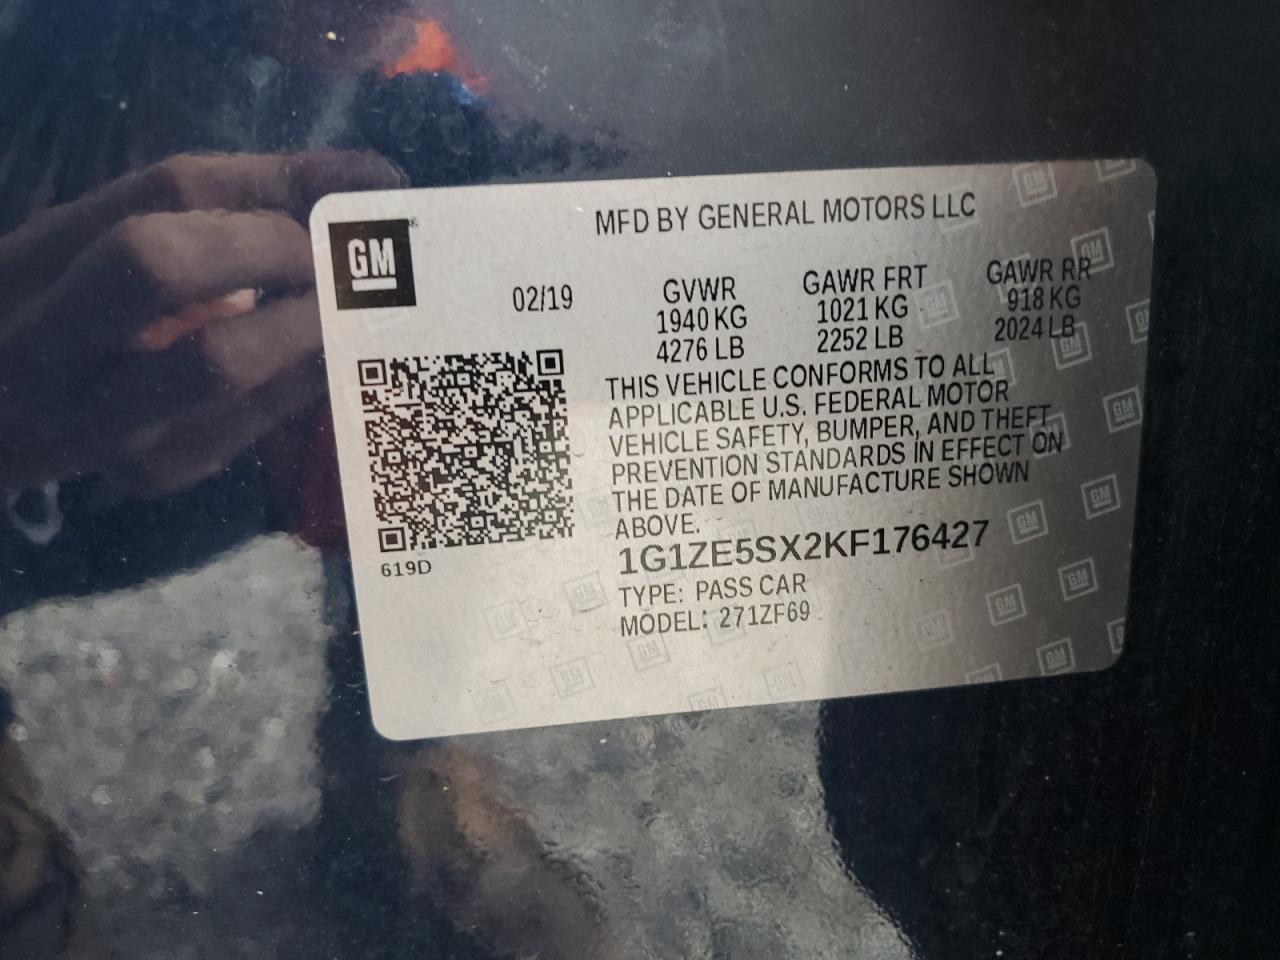 GM
MFD BY GENERAL MOTORS LLC
02/19
GVWR
1940 KG
4276 LB
GAWR FRT
1021 KG
2252 LB
GAWR RR
918 KG
2024 LB
THIS VEHICLE CONFORMS TO ALL
APPLICABLE U.S. FEDERAL MOTOR
VEHICLE SAFETY, BUMPER, AND THEFT
PREVENTION STANDARDS IN EFFECT ON
THE DATE OF MANUFACTURE SHOWN
ABOVE.
1G1ZE5SX2KF176427
TYPE: PASS CAR
MODEL: 271ZF69
619D